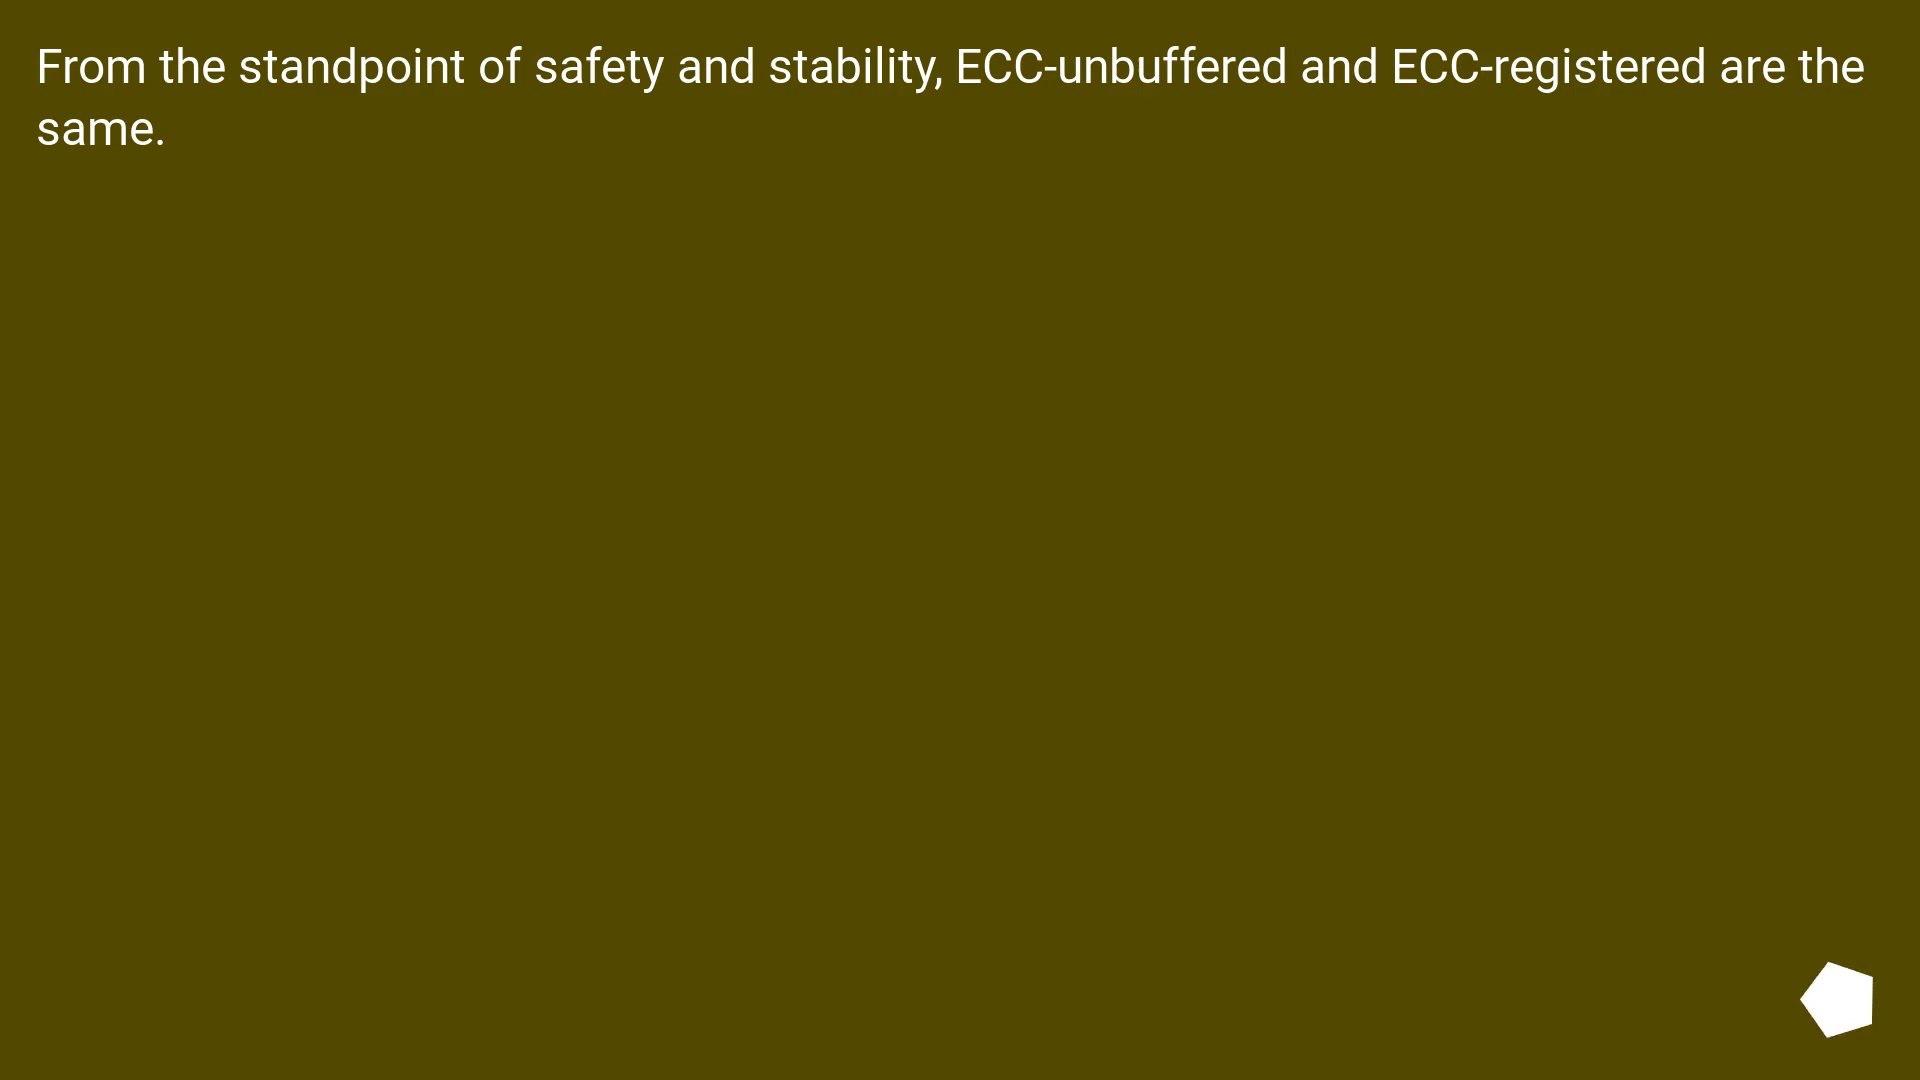 From the standpoint of safety and stability, ECC-unbuffered and ECC-registered are the
same.